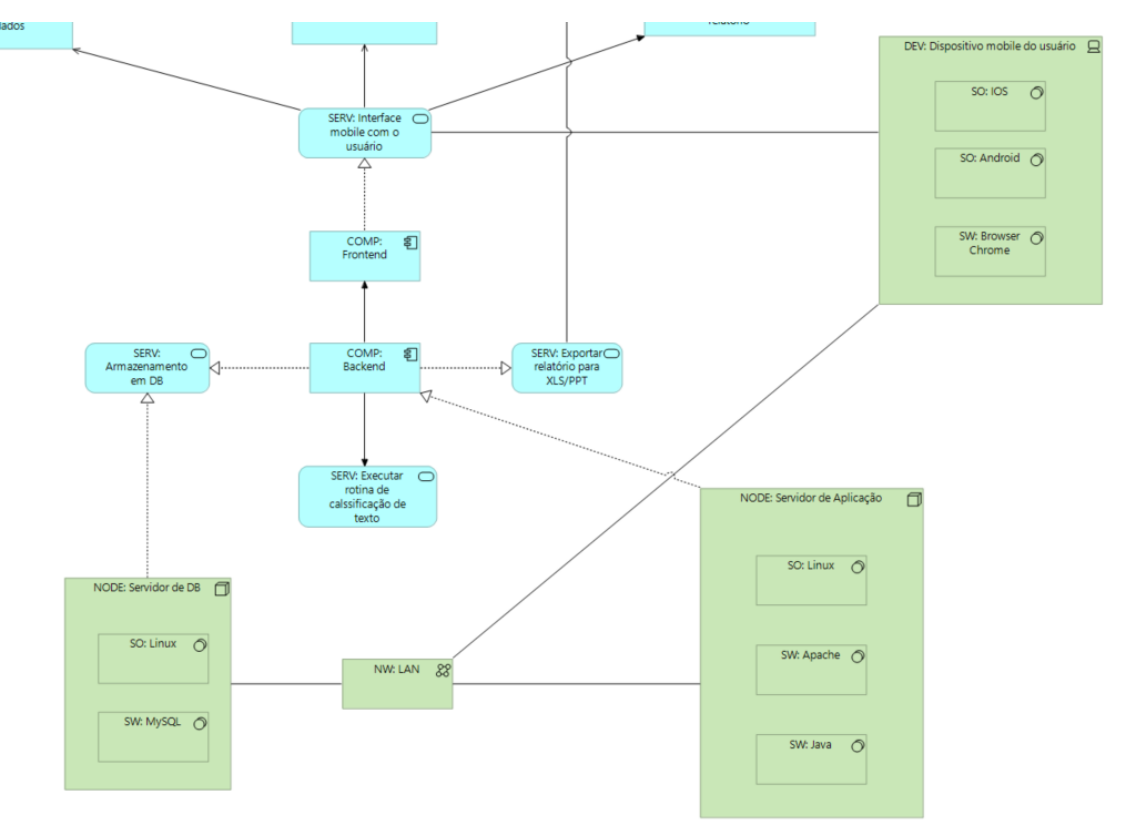 dados
relatório
DEV: Dispositivo mobile do usuário
SO: IOS
SO: Android
SW: Browser
Chrome
SERV: Interface
mobile com o
usuário
COMP:
Frontend
SERV:
Armazenamento
em DB
COMP:
Backend
SERV: Exportar
relatório para
XLS/PPT
SERV: Executar
rotina de
calssificação de
texto
NODE: Servidor de Aplicação
SO: Linux
SW: Apache
SW: Java
NODE: Servidor de DB
SO: Linux
SW: MySQL
NW: LAN